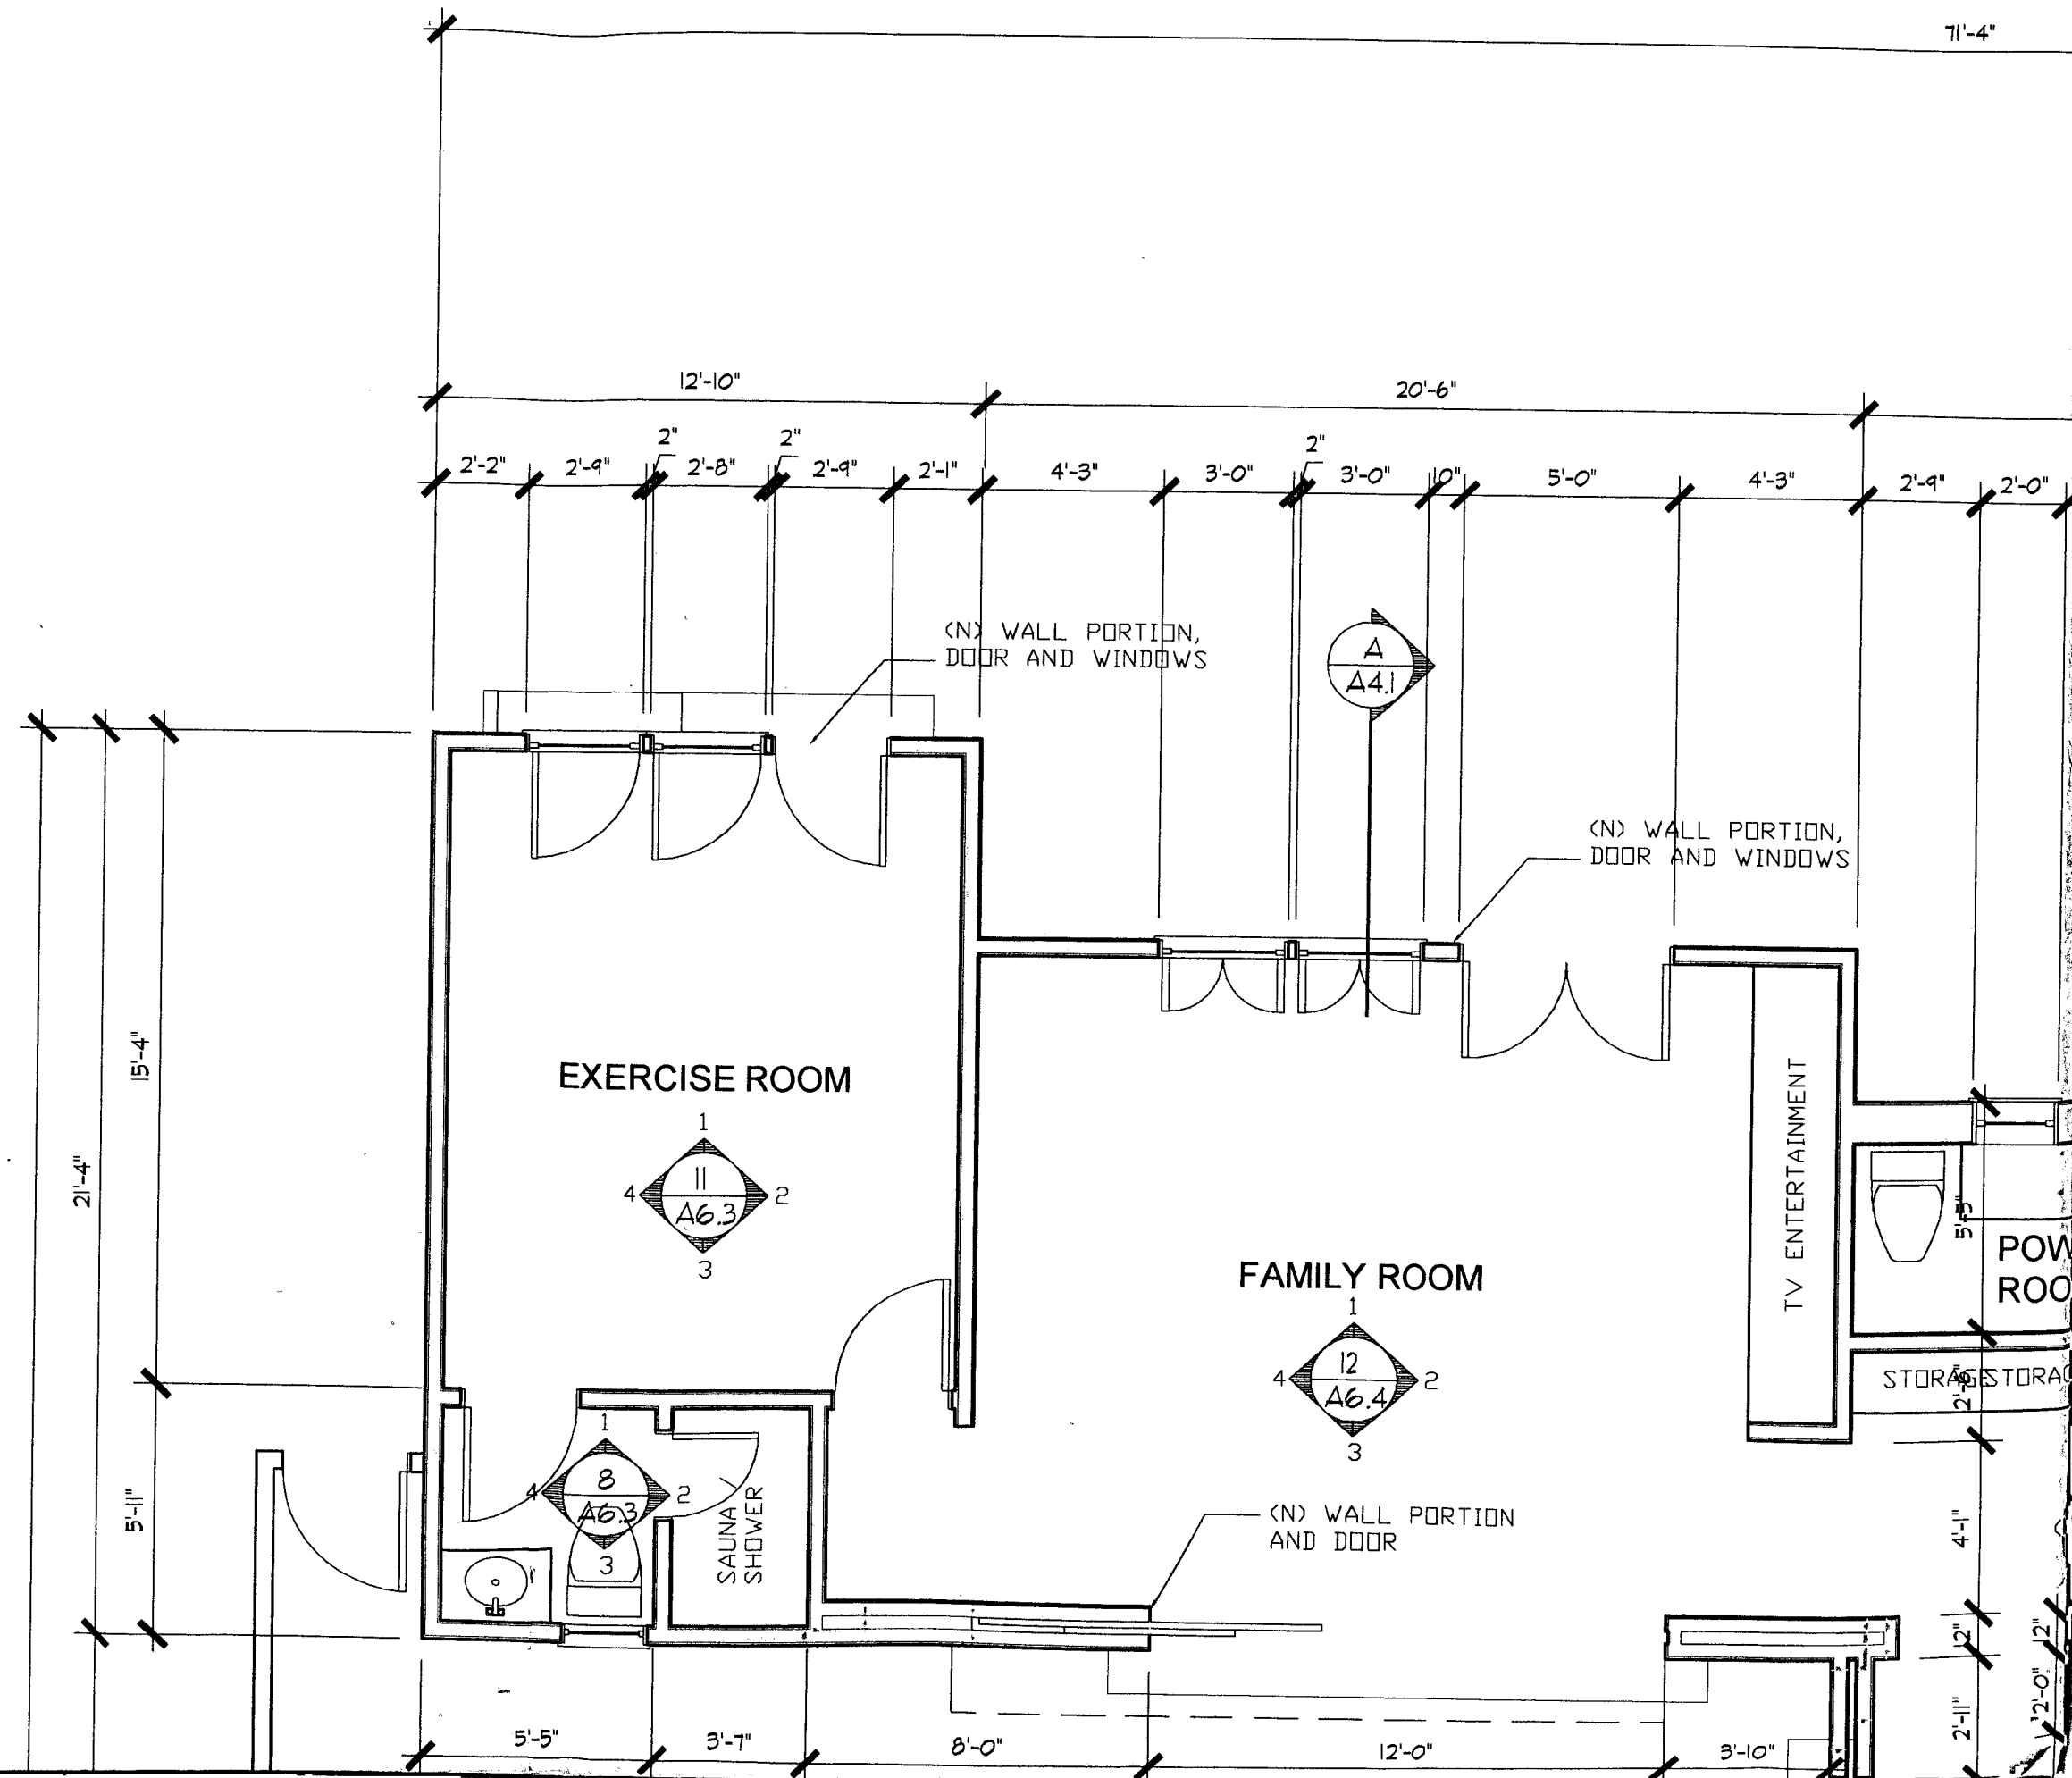 71'-4"
12'-10"
20'-6"
2"
2"
2"
2'-2"
2'-9"
2'-8"
2'-9"
2'-1"
4'-3"
3'-0"
3'-0"
10"
5'-0"
4'-3"
2'-9"
2'-0"
(N) WALL PORTION,
DOOR AND WINDOWS
A
A4.1
(N) WALL PORTION,
DOOR AND WINDOWS
15'-4"
21'-4"
5'-11"
EXERCISE ROOM
1
11
4
2
A6.3
3
TV ENTERTAINMENT
FAMILY ROOM
1
12
4
2
A6.4
3
5'-5"
POW
ROO
STORAGE
STORAG
1
8
4
2
A6.3
3
SAUNA
SHOWER
(N) WALL PORTION
AND DOOR
4'-1"
12"
12"
2'-11"
12'-0"
5'-5"
3'-7"
8'-0"
12'-0"
3'-10"